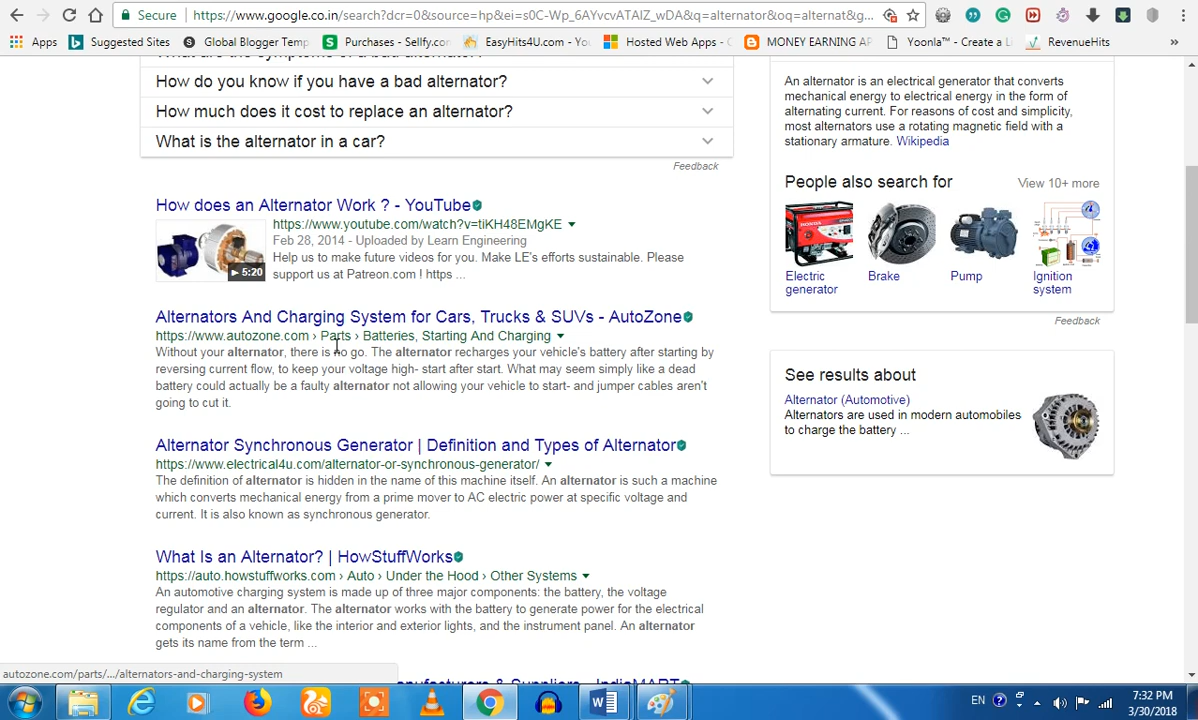 Secure https://www.google.co.in/search?dcr=0&source=hp&ei=s0C-Wp_6AYvcvATAIZ_wDA&q=alternator&oq=alternat&g...
Apps Suggested Sites Global Blogger Temp Purchases - Sellfy.co EasyHits4U.com - Yo Hosted Web Apps - MONEY EARNING AP Yoonla™ - Create a L RevenueHits »
What are the symptoms of a bad alternator?
How do you know if you have a bad alternator?
How much does it cost to replace an alternator?
What is the alternator in a car?
Feedback
How does an Alternator Work ? - YouTube
https://www.youtube.com/watch?v=tiKH48EMgKE
Feb 28, 2014 - Uploaded by Learn Engineering
Help us to make future videos for you. Make LE's efforts sustainable. Please
support us at Patreon.com ! https ...
5:20
Alternators And Charging System for Cars, Trucks & SUVs - AutoZone
https://www.autozone.com › Parts › Batteries, Starting And Charging
Without your alternator, there is no go. The alternator recharges your vehicle's battery after starting by
reversing current flow, to keep your voltage high- start after start. What may seem simply like a dead
battery could actually be a faulty alternator not allowing your vehicle to start- and jumper cables aren't
going to cut it.
Alternator Synchronous Generator | Definition and Types of Alternator
https://www.electrical4u.com/alternator-or-synchronous-generator/
The definition of alternator is hidden in the name of this machine itself. An alternator is such a machine
which converts mechanical energy from a prime mover to AC electric power at specific voltage and
current. It is also known as synchronous generator.
What Is an Alternator? | HowStuffWorks
https://auto.howstuffworks.com › Auto › Under the Hood › Other Systems
An automotive charging system is made up of three major components: the battery, the voltage
regulator and an alternator. The alternator works with the battery to generate power for the electrical
components of a vehicle, like the interior and exterior lights, and the instrument panel. An alternator
gets its name from the term ...
An alternator is an electrical generator that converts
mechanical energy to electrical energy in the form of
alternating current. For reasons of cost and simplicity,
most alternators use a rotating magnetic field with a
stationary armature. Wikipedia
People also search for View 10+ more
HONDA
Electric
generator
Brake
Pump
Ignition
system
Feedback
See results about
Alternator (Automotive)
Alternators are used in modern automobiles
to charge the battery ...
autozone.com/parts/.../alternators-and-charging-system
Suppliers - IndiaMART
EN
7:32 PM
3/30/2018